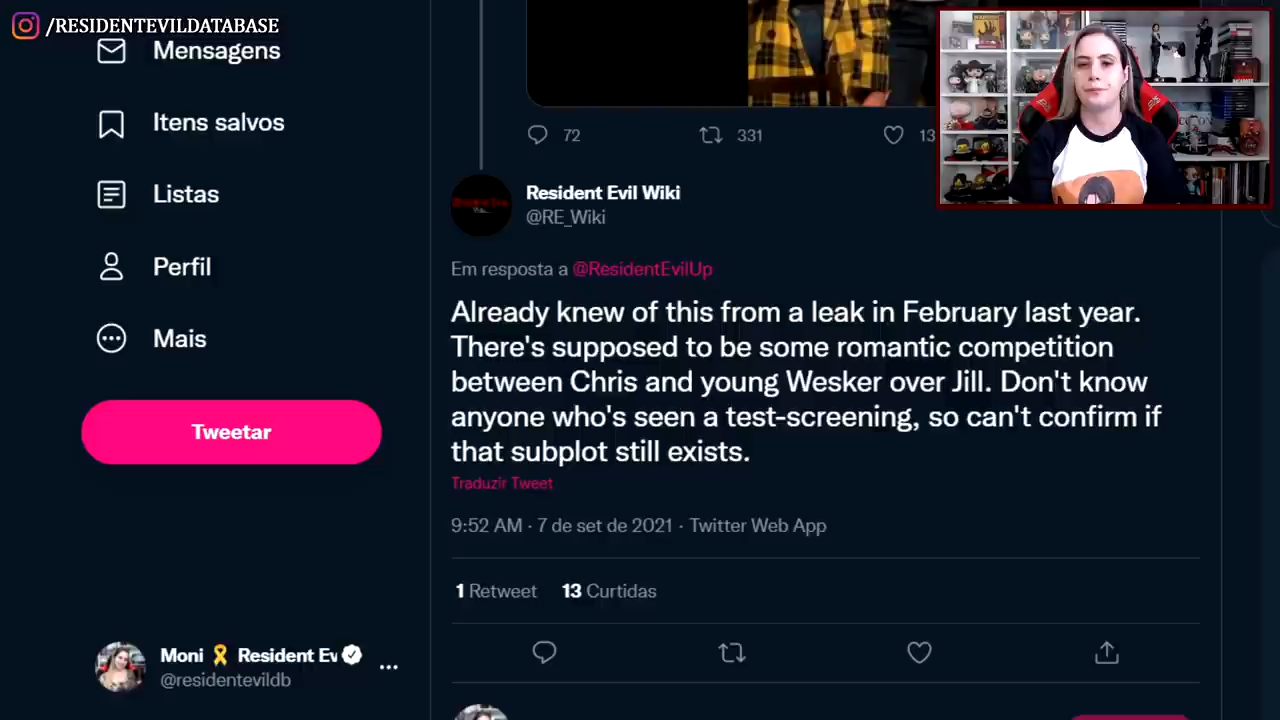 /RESIDENTEVILDATABASE
Mensagens
Itens salvos
Listas
Perfil
Mais
Tweetar
Moni 🎗 Resident Ev
@residentevildb
72
331
13
Resident Evil Wiki
@RE_Wiki
Em resposta a @ResidentEvilUp
Already knew of this from a leak in February last year.
There's supposed to be some romantic competition
between Chris and young Wesker over Jill. Don't know
anyone who's seen a test-screening, so can't confirm if
that subplot still exists.
Traduzir Tweet
9:52 AM · 7 de set de 2021 · Twitter Web App
1 Retweet 13 Curtidas